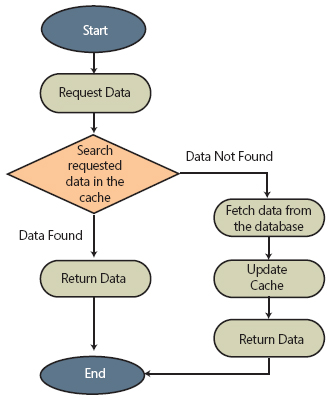 Start
Request Data
Search
requested
data in the
cache
Data Not Found
Data Found
Fetch data from
the database
Return Data
Update
Cache
Return Data
End